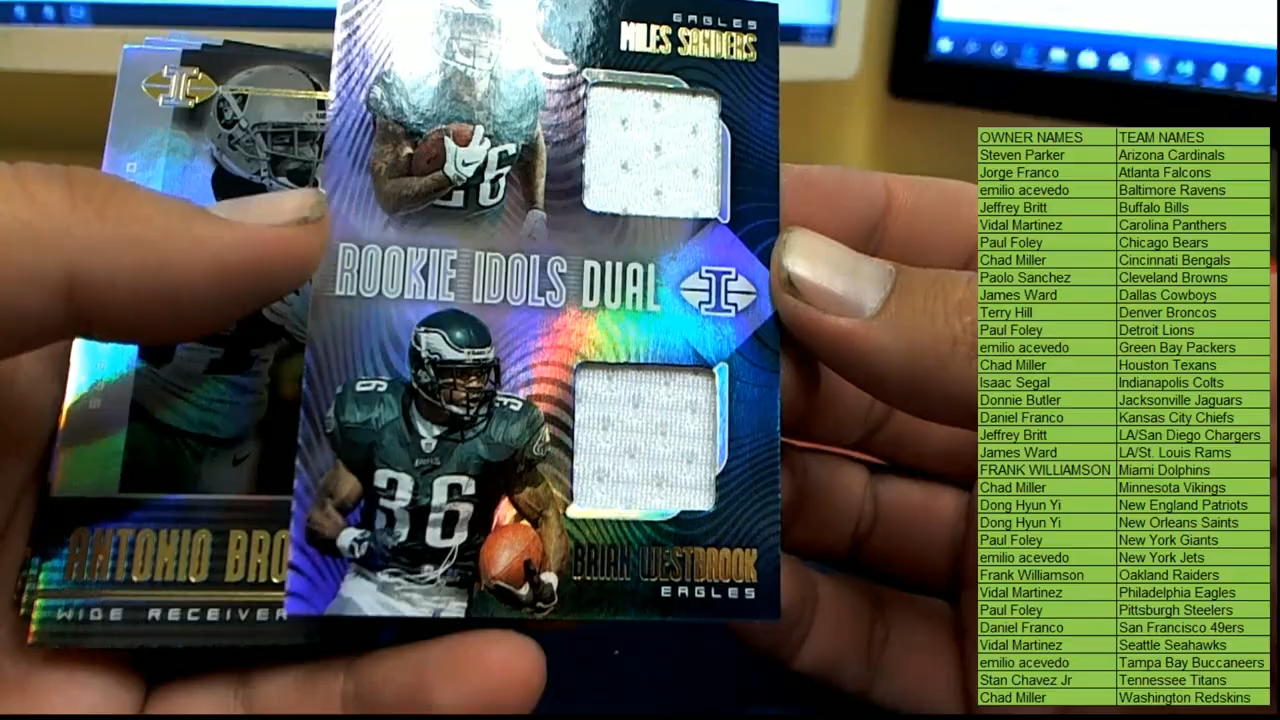 EAGLES
MILES SANDERS
26
ROOKIE IDOLS DUAL
I
36
36
36
BRIAN WESTBROOK
EAGLES
I
ANTONIO BRO
WIDE RECEIVER
OWNER NAMES TEAM NAMES
Steven Parker Arizona Cardinals
Jorge Franco Atlanta Falcons
emilio acevedo Baltimore Ravens
Jeffrey Britt Buffalo Bills
Vidal Martinez Carolina Panthers
Paul Foley Chicago Bears
Chad Miller Cincinnati Bengals
Paolo Sanchez Cleveland Browns
James Ward Dallas Cowboys
Terry Hill Denver Broncos
Paul Foley Detroit Lions
emilio acevedo Green Bay Packers
Chad Miller Houston Texans
Isaac Segal Indianapolis Colts
Donnie Butler Jacksonville Jaguars
Daniel Franco Kansas City Chiefs
Jeffrey Britt LA/San Diego Chargers
James Ward LA/St. Louis Rams
FRANK WILLIAMSON Miami Dolphins
Chad Miller Minnesota Vikings
Dong Hyun Yi New England Patriots
Dong Hyun Yi New Orleans Saints
Paul Foley New York Giants
emilio acevedo New York Jets
Frank Williamson Oakland Raiders
Vidal Martinez Philadelphia Eagles
Paul Foley Pittsburgh Steelers
Daniel Franco San Francisco 49ers
Vidal Martinez Seattle Seahawks
emilio acevedo Tampa Bay Buccaneers
Stan Chavez Jr Tennessee Titans
Chad Miller Washington Redskins